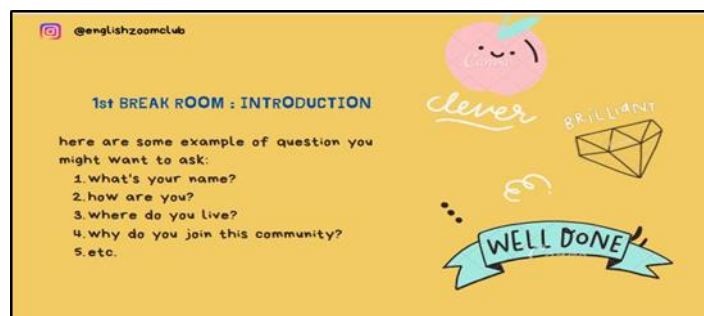 @englishzoomclub
1st BREAK ROOM : INTRODUCTION
here are some example of question you
might want to ask:
1.what's your name?
2.how are you?
3.where do you live?
4.why do you join this community?
5.etc.
Canva
clever
BRILLIANT
WELL DONE